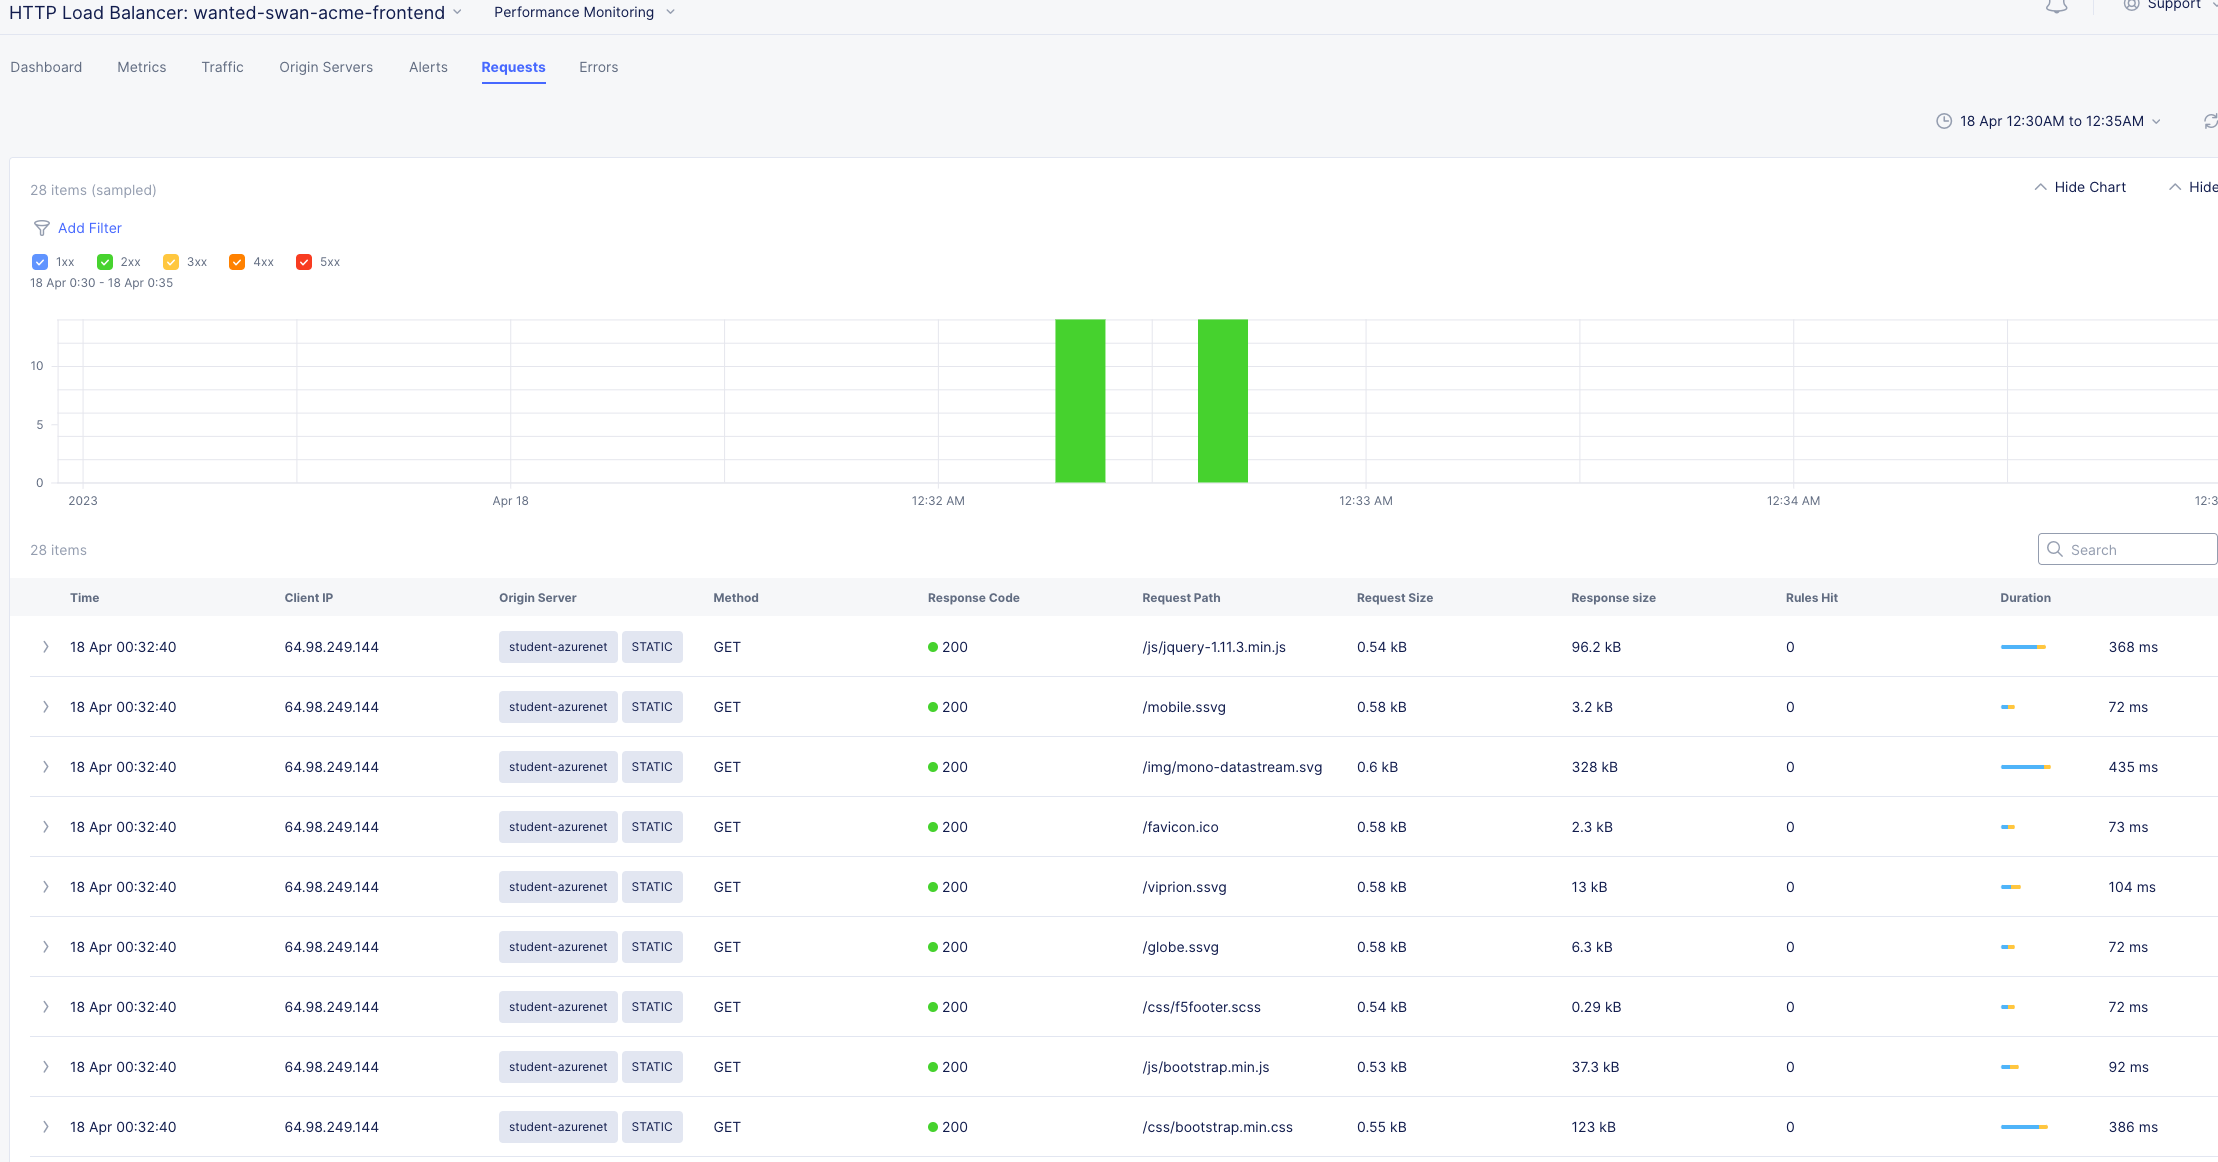 HTTP Load Balancer: wanted-swan-acme-frontend Performance Monitoring Support
Dashboard Metrics Traffic Origin Servers Alerts Requests Errors
18 Apr 12:30AM to 12:35AM
28 items (sampled) Hide Chart Hide
Add Filter
1xx 2xx 3xx 4xx 5xx
18 Apr 0:30 - 18 Apr 0:35
10
5
0
2023 Apr 18 12:32 AM 12:33 AM 12:34 AM 12:3
28 items Search
Time Client IP Origin Server Method Response Code Request Path Request Size Response size Rules Hit Duration
18 Apr 00:32:40 64.98.249.144 student-azurenet STATIC GET 200 /js/jquery-1.11.3.min.js 0.54 kB 96.2 kB 0 368 ms
18 Apr 00:32:40 64.98.249.144 student-azurenet STATIC GET 200 /mobile.ssvg 0.58 kB 3.2 kB 0 72 ms
18 Apr 00:32:40 64.98.249.144 student-azurenet STATIC GET 200 /img/mono-datastream.svg 0.6 kB 328 kB 0 435 ms
18 Apr 00:32:40 64.98.249.144 student-azurenet STATIC GET 200 /favicon.ico 0.58 kB 2.3 kB 0 73 ms
18 Apr 00:32:40 64.98.249.144 student-azurenet STATIC GET 200 /viprion.ssvg 0.58 kB 13 kB 0 104 ms
18 Apr 00:32:40 64.98.249.144 student-azurenet STATIC GET 200 /globe.ssvg 0.58 kB 6.3 kB 0 72 ms
18 Apr 00:32:40 64.98.249.144 student-azurenet STATIC GET 200 /css/f5footer.scss 0.54 kB 0.29 kB 0 72 ms
18 Apr 00:32:40 64.98.249.144 student-azurenet STATIC GET 200 /js/bootstrap.min.js 0.53 kB 37.3 kB 0 92 ms
18 Apr 00:32:40 64.98.249.144 student-azurenet STATIC GET 200 /css/bootstrap.min.css 0.55 kB 123 kB 0 386 ms